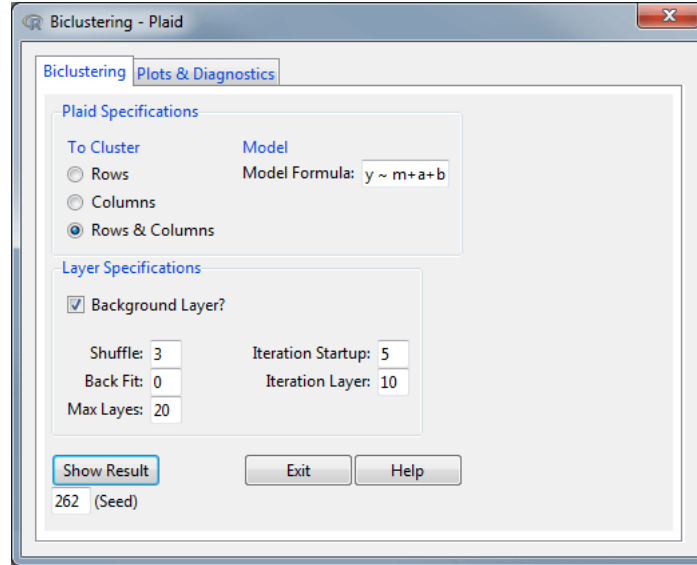 Biclustering - Plaid
Biclustering Plots & Diagnostics
Plaid Specifications
To Cluster
Rows
Columns
Rows & Columns
Model
Model Formula: y ~ m+a+b
Layer Specifications
Background Layer?
Shuffle: 3
Back Fit: 0
Max Layes: 20
Iteration Startup: 5
Iteration Layer: 10
Show Result Exit Help
262 (Seed)